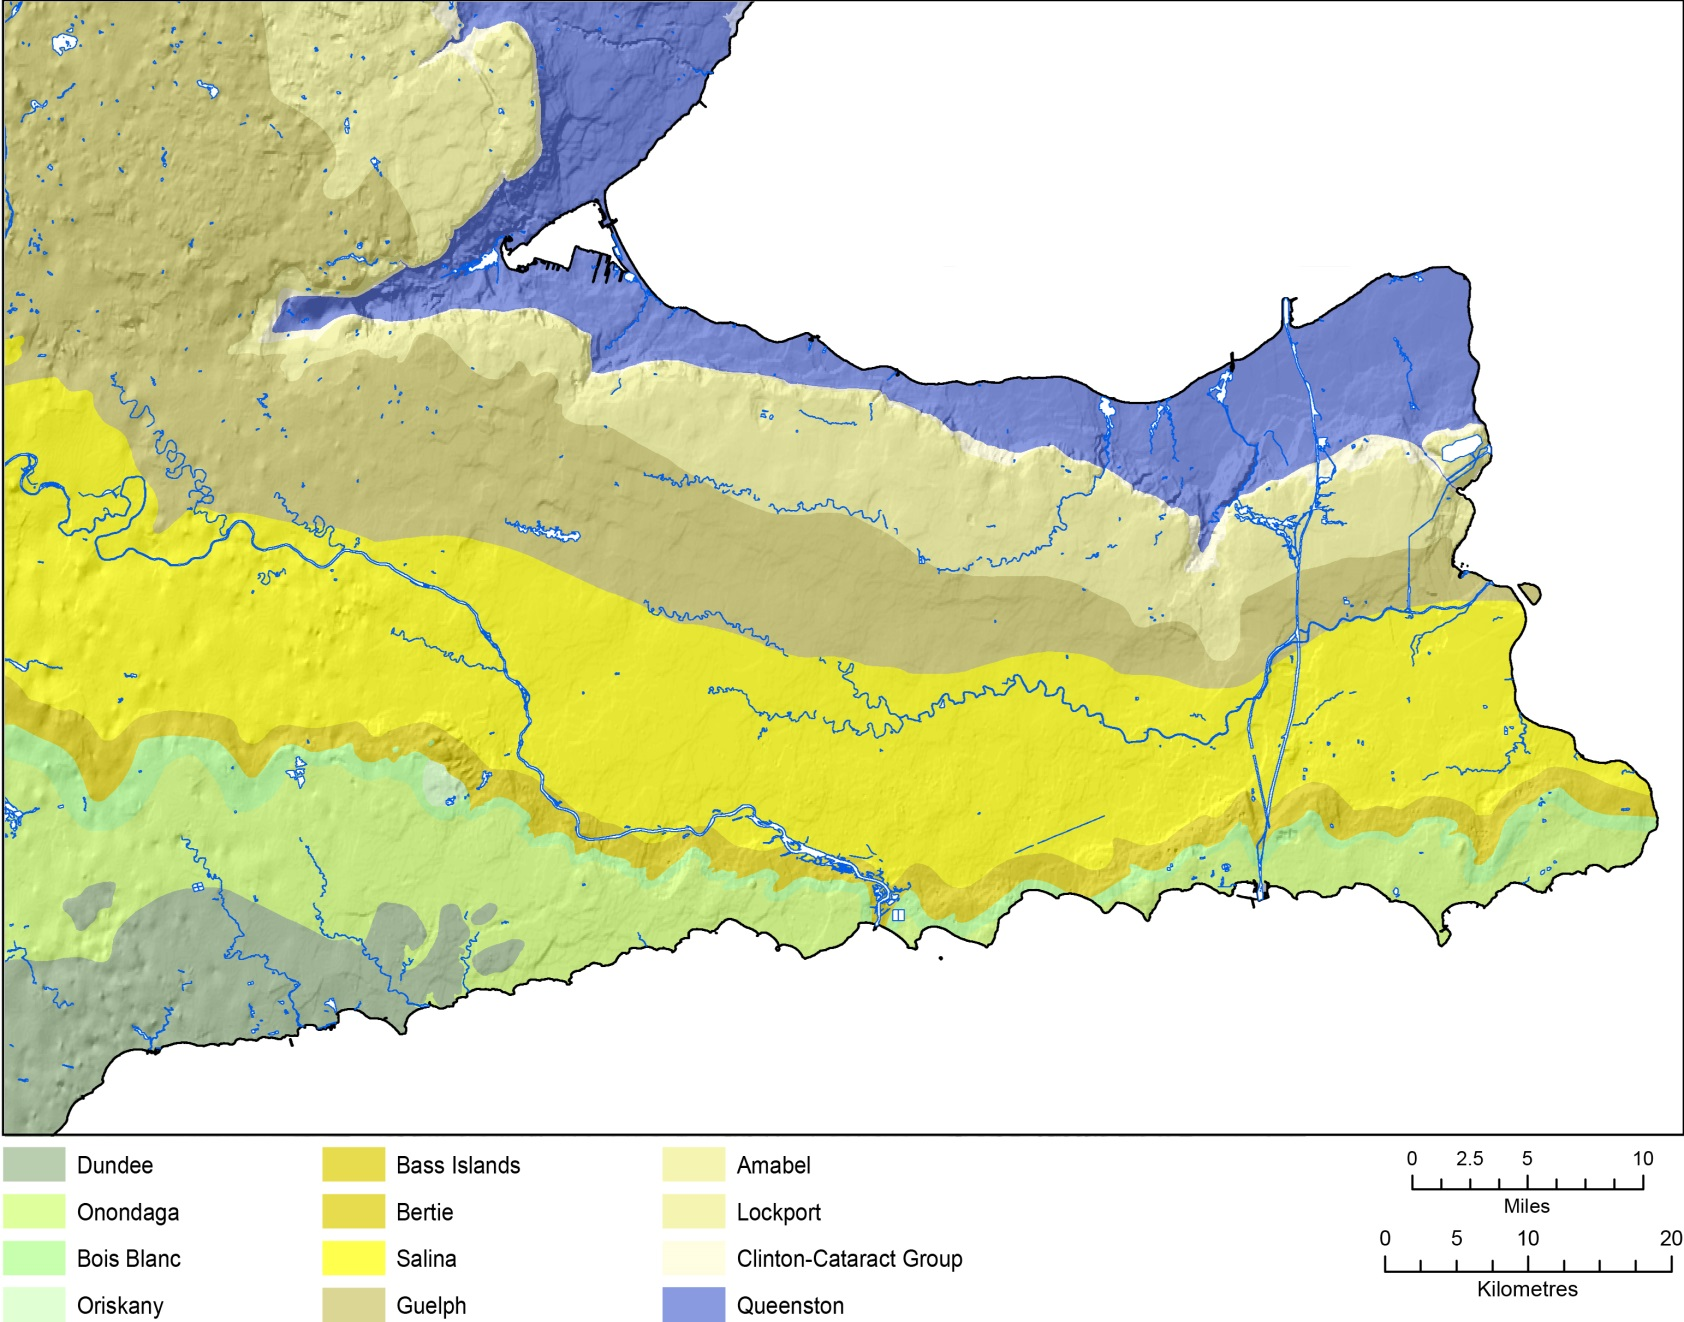 Dundee
Onondaga
Bois Blanc
Oriskany
Bass Islands
Bertie
Salina
Guelph
Amabel
Lockport
Clinton-Cataract Group
Queenston
0 2.5 5 10
Miles
0 5 10 20
Kilometres